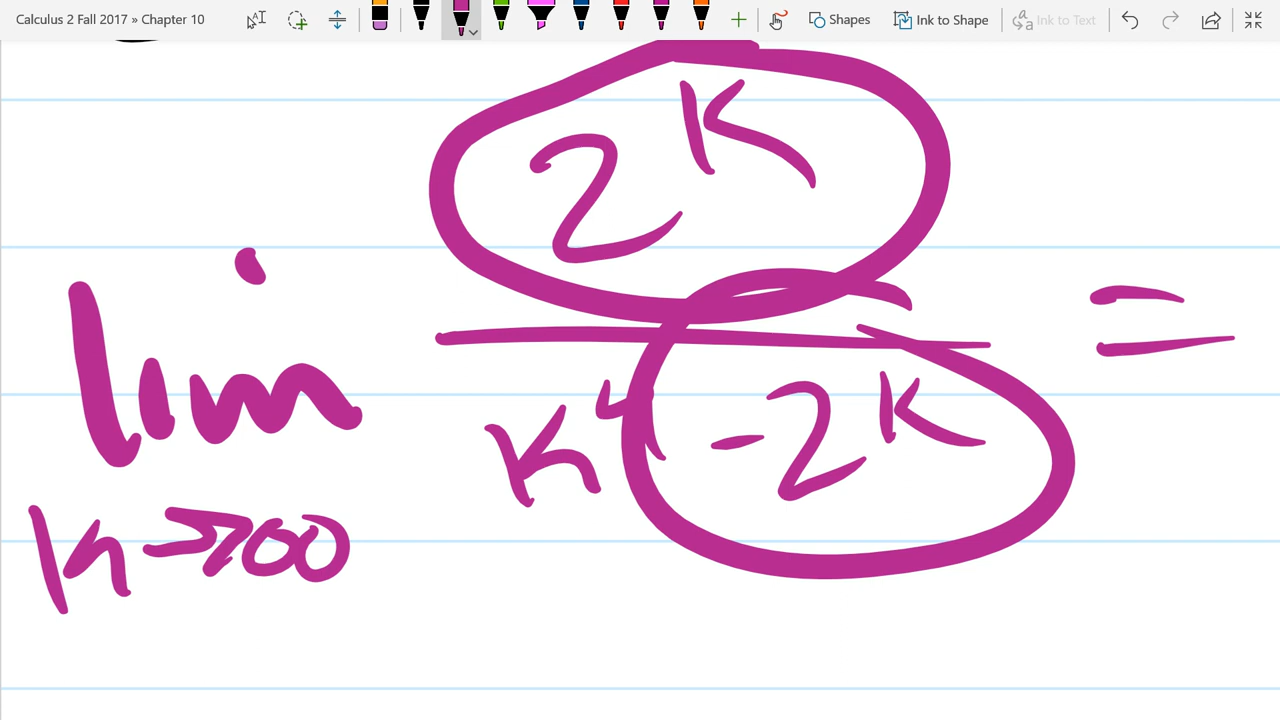 Calculus 2 Fall 2017 » Chapter 10
Shapes
Ink to Shape
Ink to Text
2^K
lim
K→∞
K^4 -2^K
=